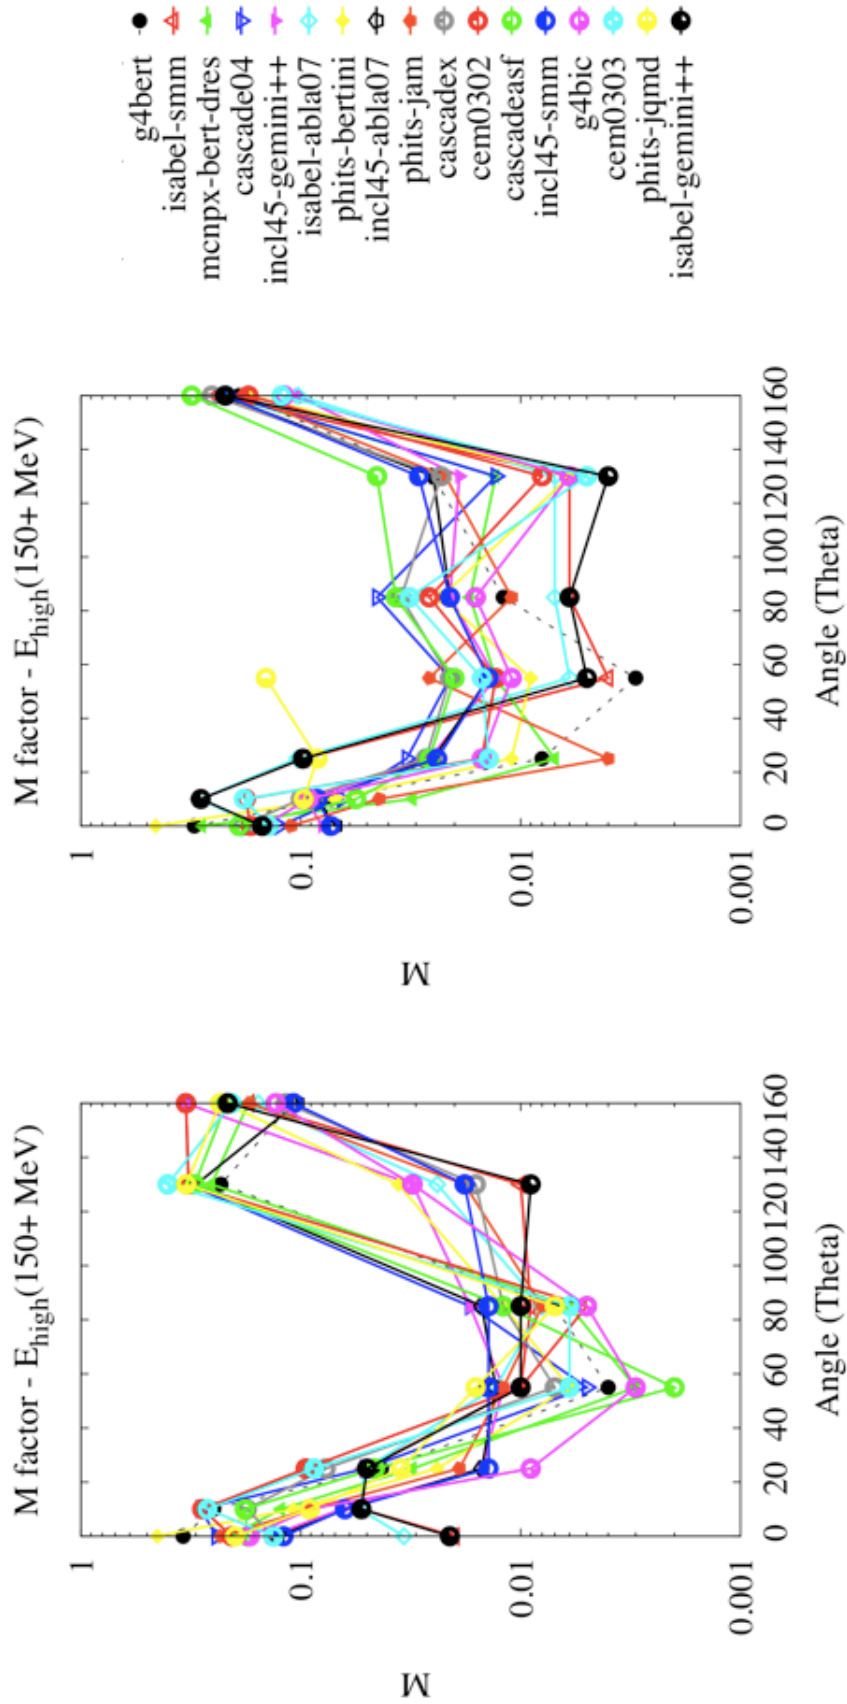 M factor - E_high(150+ MeV)
M
1
0.1
0.01
0.001
0 20 40 60 80 100 120 140 160
Angle (Theta)
M factor - E_high(150+ MeV)
M
1
0.1
0.01
0.001
0 20 40 60 80 100 120 140 160
Angle (Theta)
g4bert
isabel-smm
mcnpx-bert-dres
cascade04
incl45-gemini++
isabel-abla07
phits-bertini
incl45-abla07
phits-jam
cascadex
cem0302
cascadeasf
incl45-smm
g4bic
cem0303
phits-jqmd
isabel-gemini++